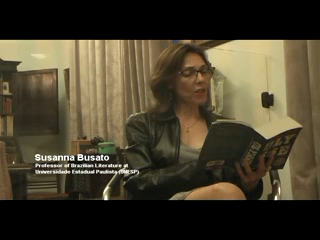 Susanna Busato
Professor of Brazilian Literature at
Universidade Estadual Paulista (UNESP)